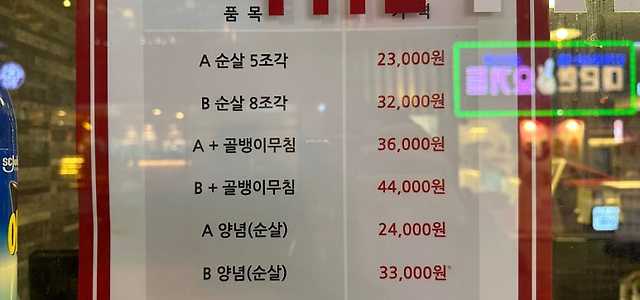 품 목 가 격
A 순살 5조각 23,000원
B 순살 8조각 32,000원
A + 골뱅이무침 36,000원
B + 골뱅이무침 44,000원
A 양념(순살) 24,000원
B 양념(순살) 33,000원